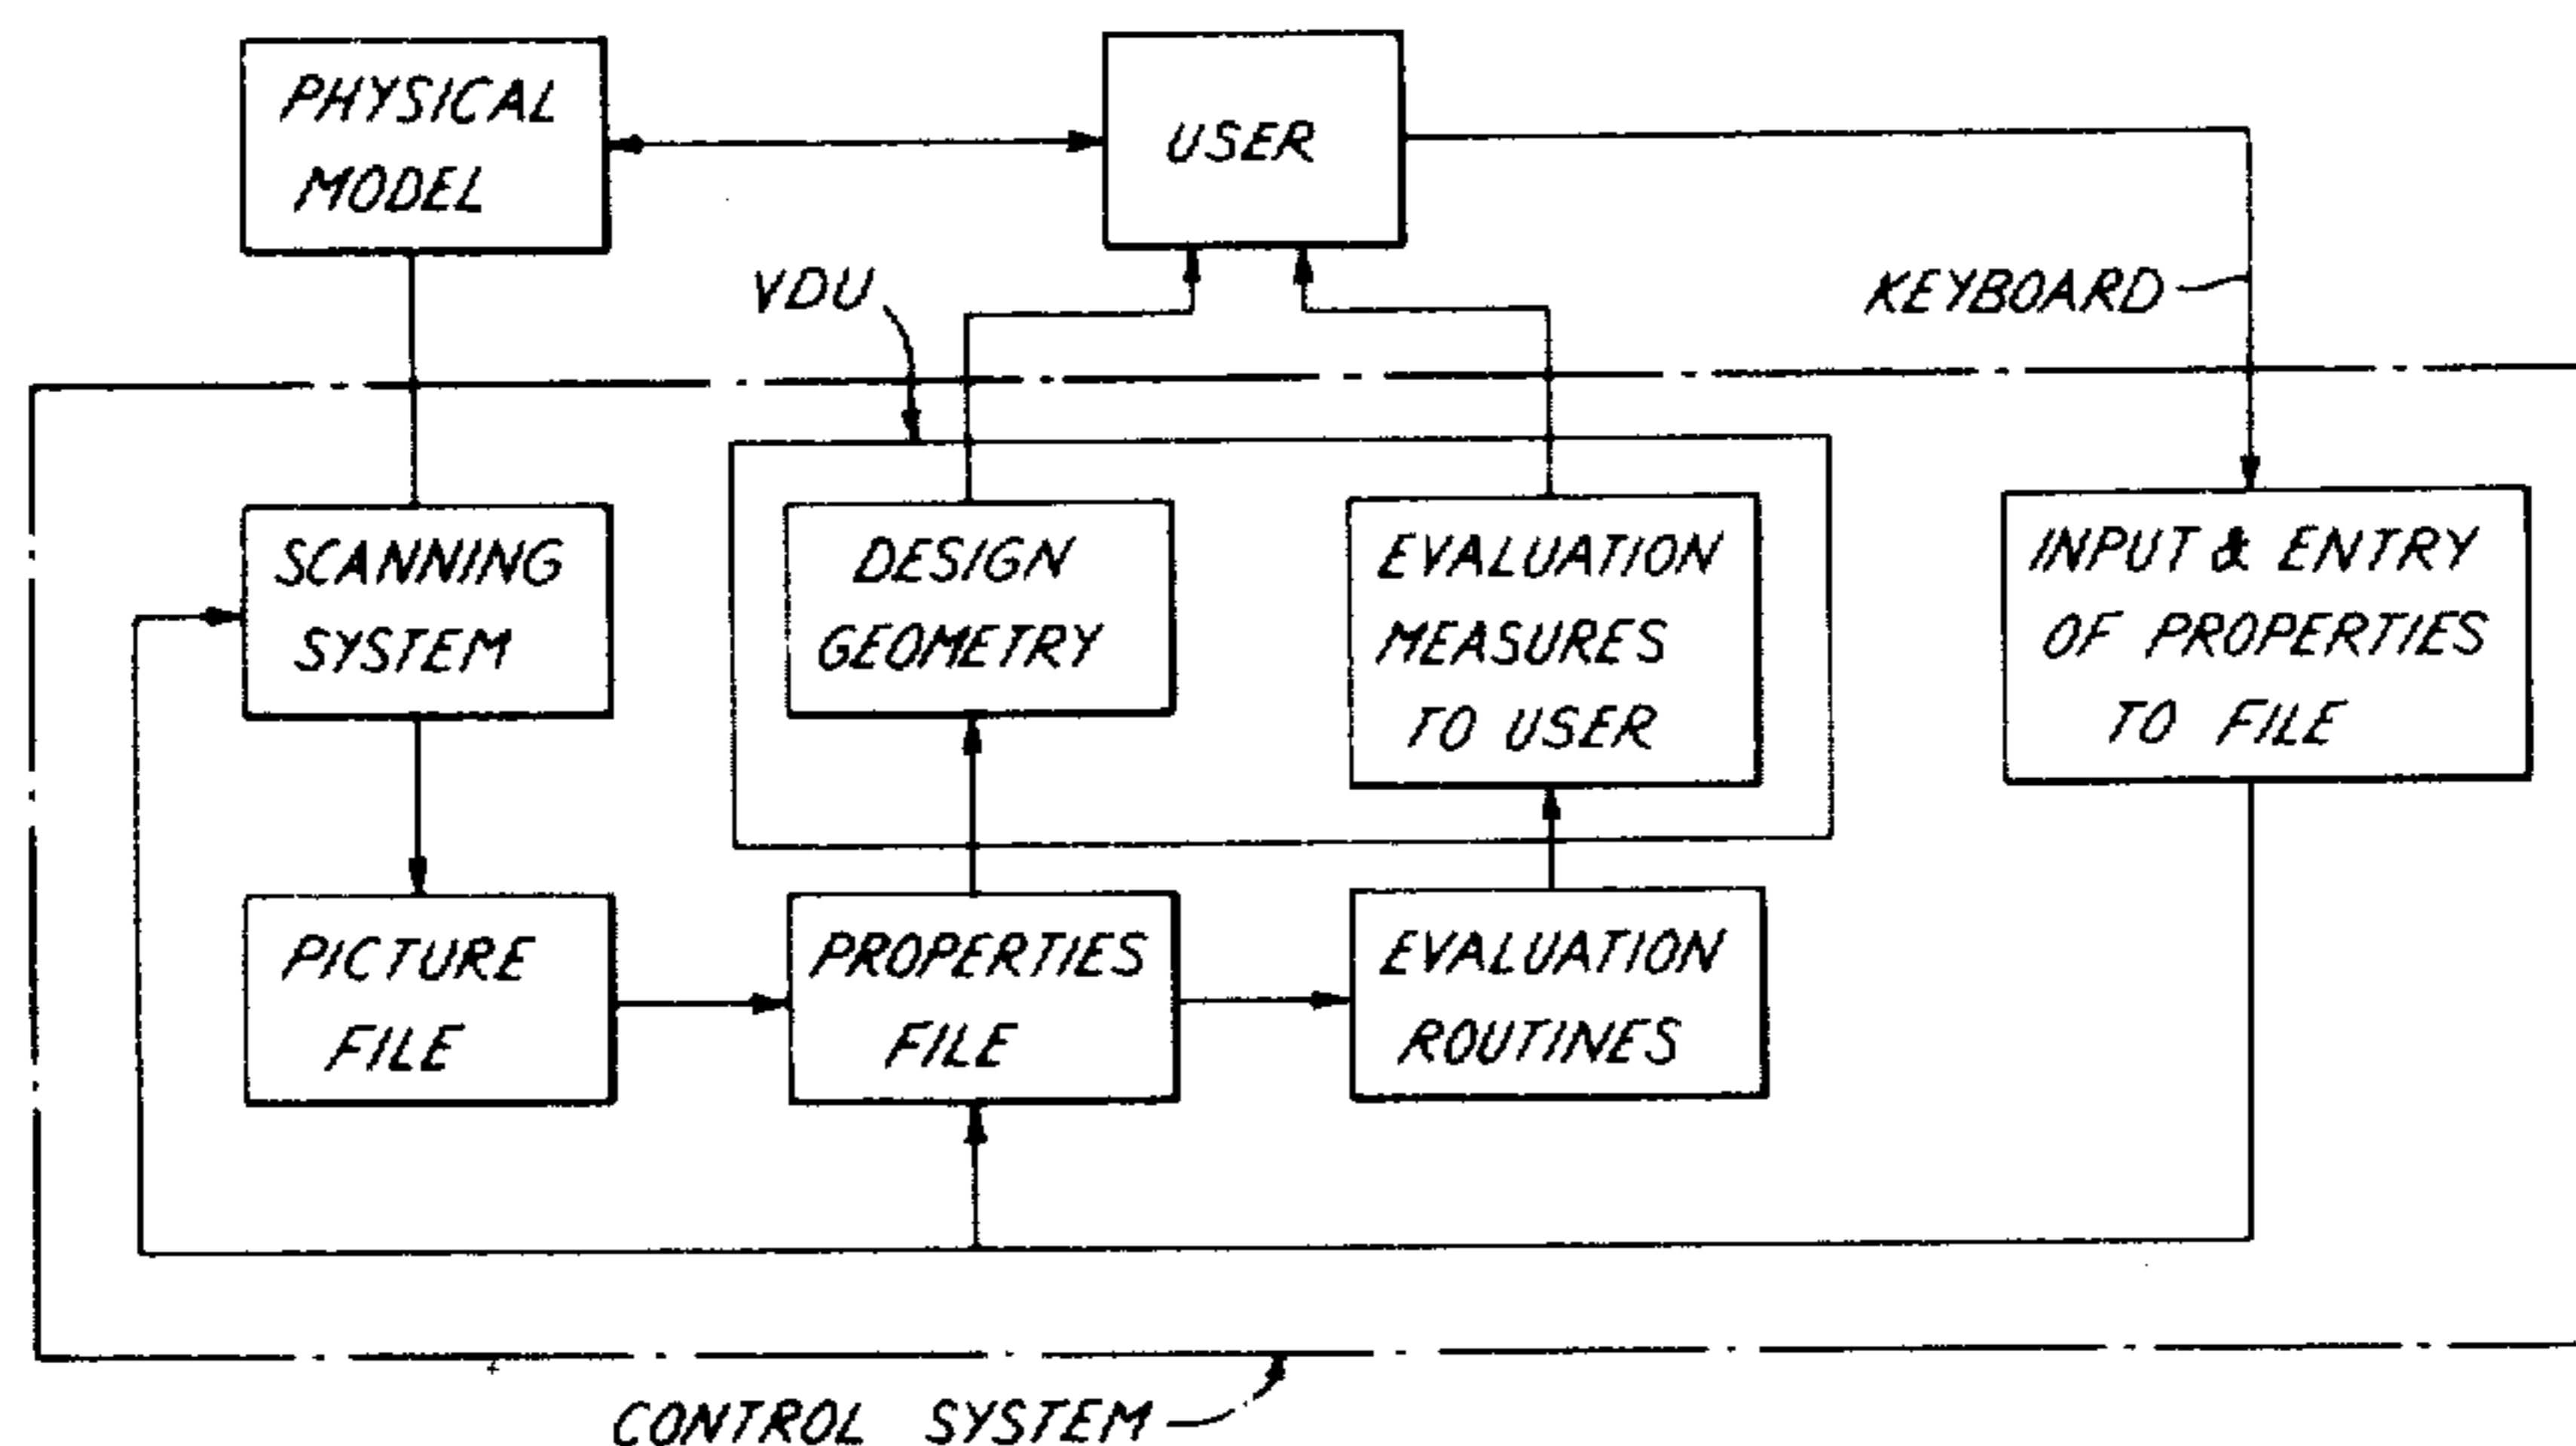 PHYSICAL
MODEL
USER
VDU
KEYBOARD
SCANNING
SYSTEM
DESIGN
GEOMETRY
EVALUATION
MEASURES
TO USER
INPUT & ENTRY
OF PROPERTIES
TO FILE
PICTURE
FILE
PROPERTIES
FILE
EVALUATION
ROUTINES
CONTROL SYSTEM